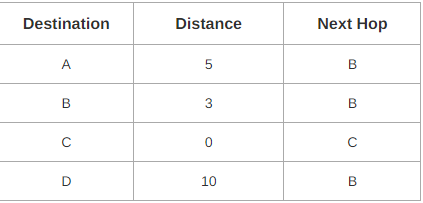 Destination Distance Next Hop
A 5 B
B 3 B
C 0 C
D 10 B